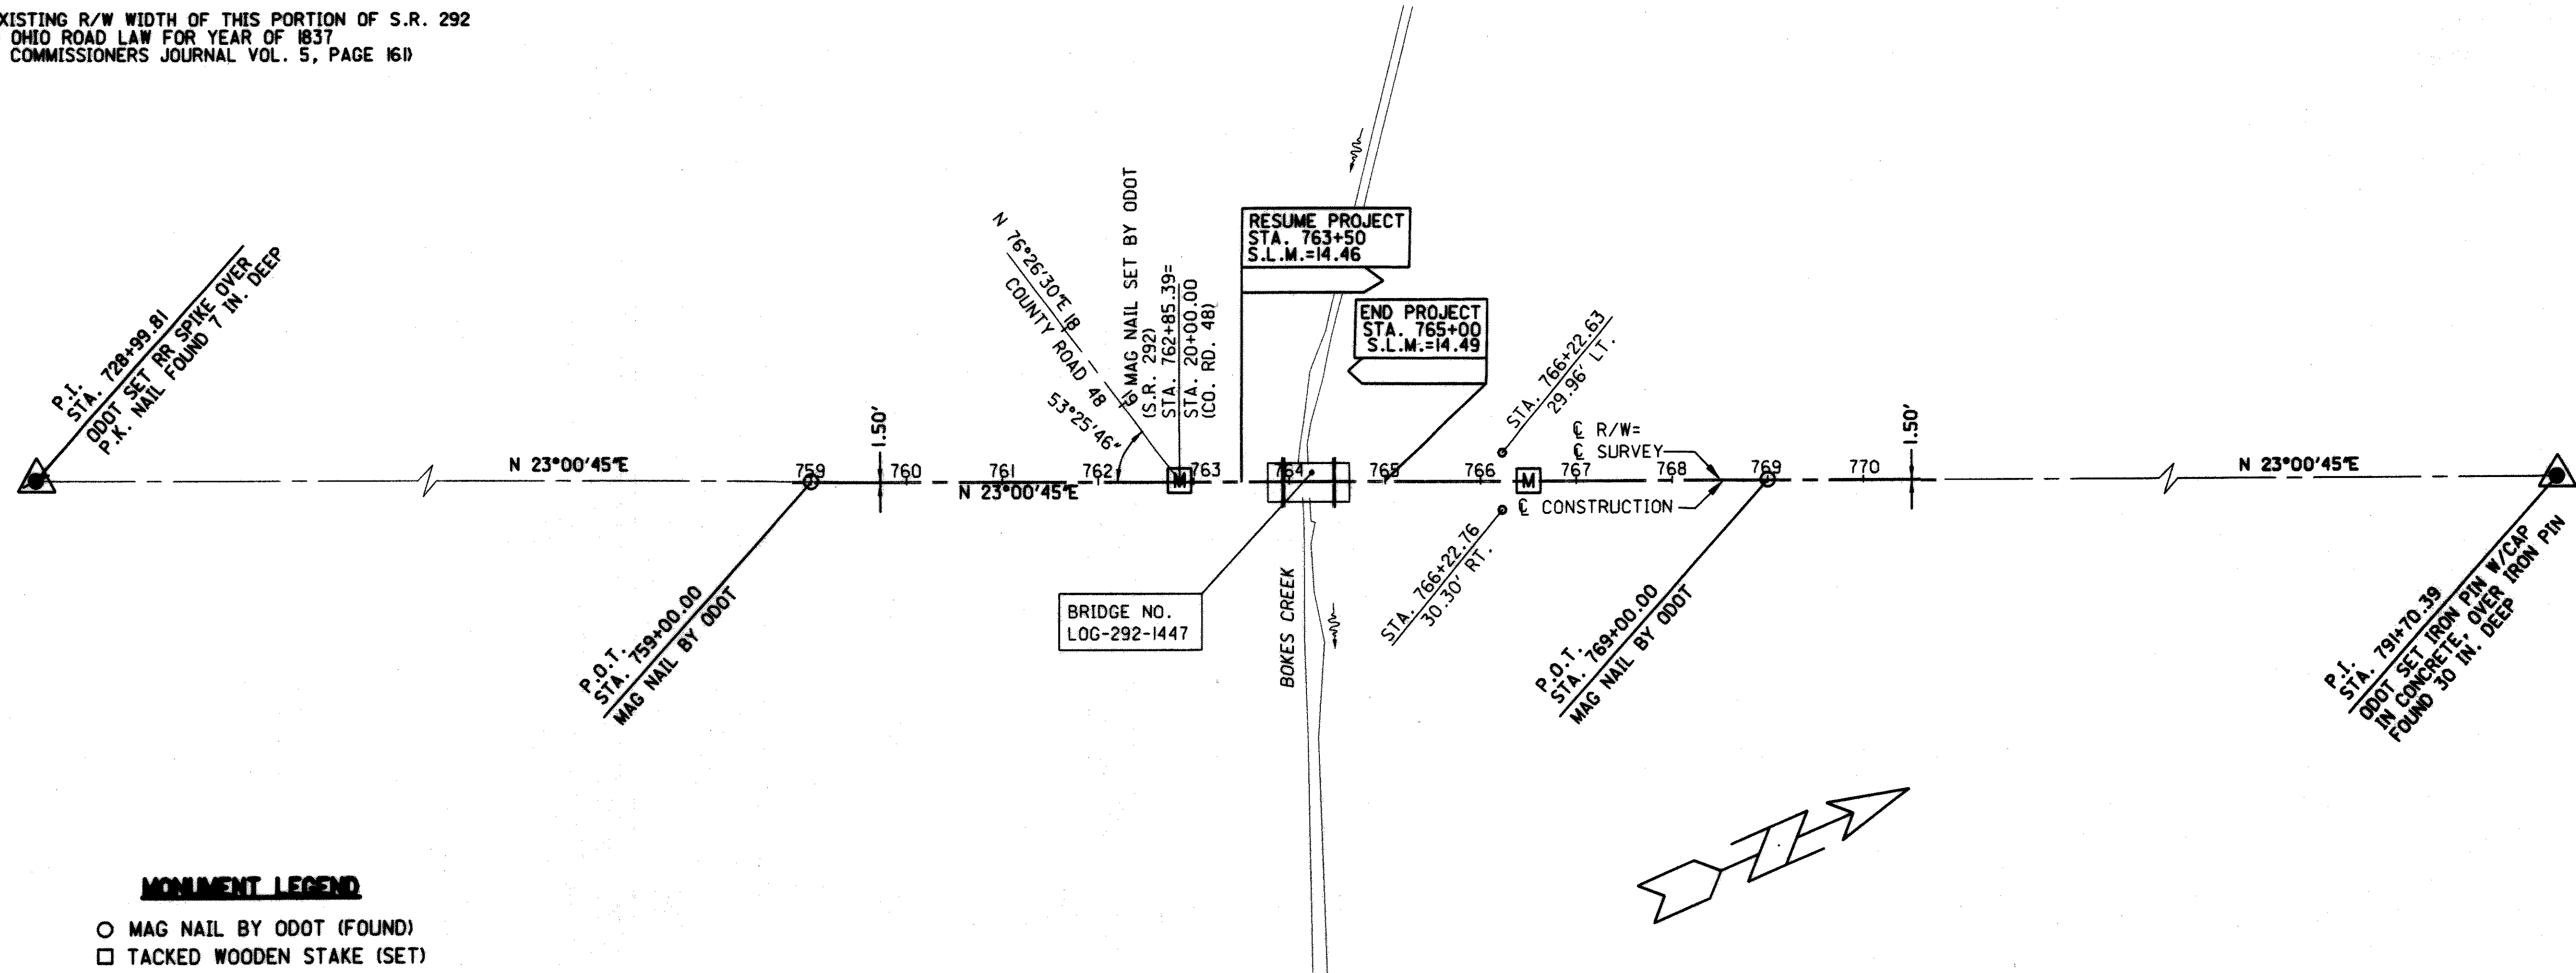 XISTING R/W WIDTH OF THIS PORTION OF S.R. 292
OHIO ROAD LAW FOR YEAR OF 1837
COMMISSIONERS JOURNAL VOL. 5, PAGE 161)
P.I.
STA. 728+99.81
ODOT SET RR SPIKE OVER
P.K. NAIL FOUND 7 IN. DEEP
N 23°00'45"E
P.O.T.
STA. 759+00.00
MAG NAIL BY ODOT
1.50'
759
760
761
762
763
764
765
766
767
768
769
770
N 23°00'45"E
N 76°26'30"E
COUNTY ROAD 48
18
19
53°25'46"
MAG NAIL SET BY ODOT
(S.R. 292)
STA. 762+85.39=
STA. 20+00.00
(CO. RD. 48)
M
RESUME PROJECT
STA. 763+50
S.L.M.=14.46
END PROJECT
STA. 765+00
S.L.M.=14.49
BRIDGE NO.
LOG-292-1447
BOKES CREEK
STA. 766+22.63
29.96' LT.
STA. 766+22.76
30.30' RT.
M
℄ R/W=
℄ SURVEY
℄ CONSTRUCTION
P.O.T.
STA. 769+00.00
MAG NAIL BY ODOT
1.50'
N 23°00'45"E
P.I.
STA. 791+70.39
ODOT SET IRON PIN W/CAP
IN CONCRETE, OVER IRON PIN
FOUND 30 IN. DEEP
N
MONUMENT LEGEND
MAG NAIL BY ODOT (FOUND)
TACKED WOODEN STAKE (SET)